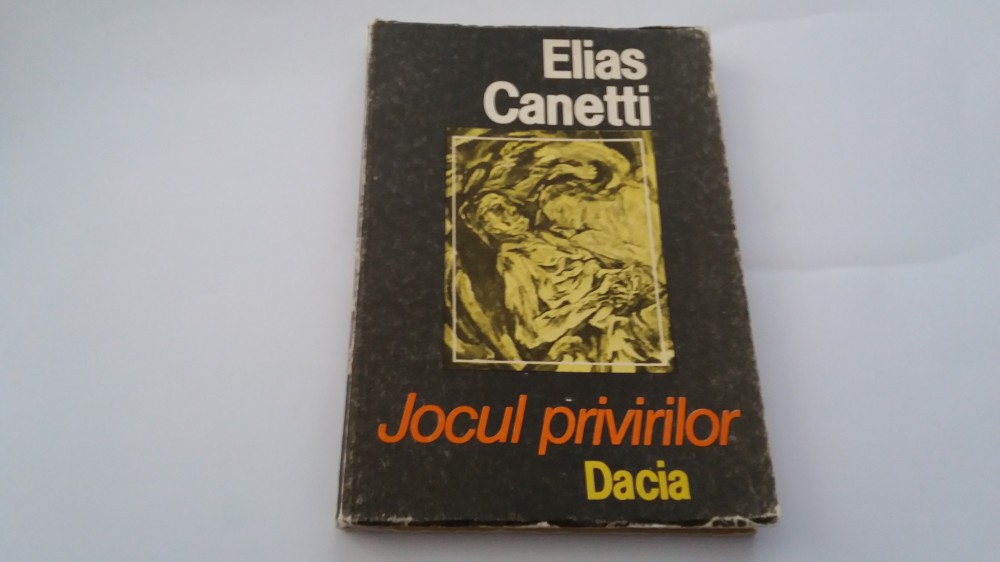 Elias
Canetti
Jocul privirilor
Dacia